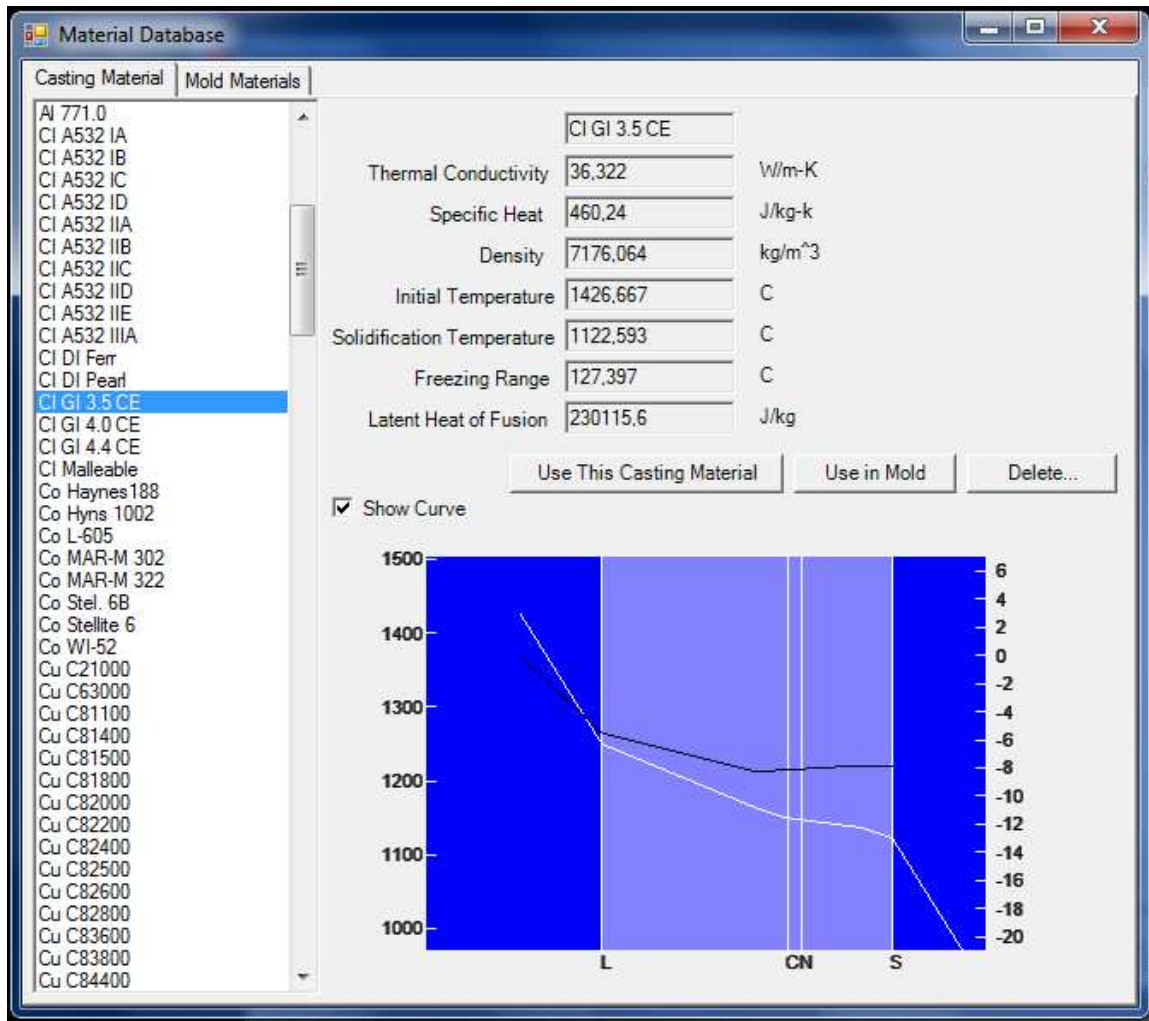 Material Database
Casting Material
Mold Materials
Al 771.0
CI A532 IA
CI A532 IB
CI A532 IC
CI A532 ID
CI A532 IIA
CI A532 IIB
CI A532 IIC
CI A532 IID
CI A532 IIE
CI A532 IIIA
CI DI Ferr
CI DI Pearl
CI GI 3.5 CE
CI GI 4.0 CE
CI GI 4.4 CE
CI Malleable
Co Haynes188
Co Hyns 1002
Co L-605
Co MAR-M 302
Co MAR-M 322
Co Stel. 6B
Co Stellite 6
Co WI-52
Cu C21000
Cu C63000
Cu C81100
Cu C81400
Cu C81500
Cu C81800
Cu C82000
Cu C82200
Cu C82400
Cu C82500
Cu C82600
Cu C82800
Cu C83600
Cu C83800
Cu C84400
CI GI 3.5 CE
Thermal Conductivity 36,322 W/m-K
Specific Heat 460,24 J/kg-k
Density 7176,064 kg/m^3
Initial Temperature 1426,667 C
Solidification Temperature 1122,593 C
Freezing Range 127,397 C
Latent Heat of Fusion 230115,6 J/kg
Use This Casting Material
Use in Mold
Delete...
Show Curve
1500
1400
1300
1200
1100
1000
6
4
2
0
-2
-4
-6
-8
-10
-12
-14
-16
-18
-20
L CN S